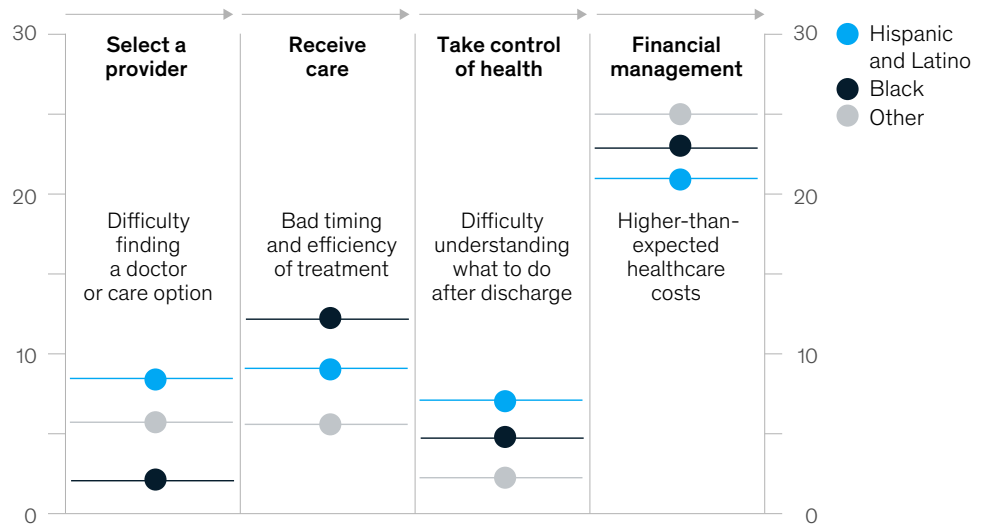 Select a
provider
Receive
care
Take control
of health
Financial
management
Hispanic
and Latino
Black
Other
30
20
10
0
Difficulty
finding
a doctor
or care option
Bad timing
and efficiency
of treatment
Difficulty
understanding
what to do
after discharge
Higher-than-
expected
healthcare
costs
30
20
10
0